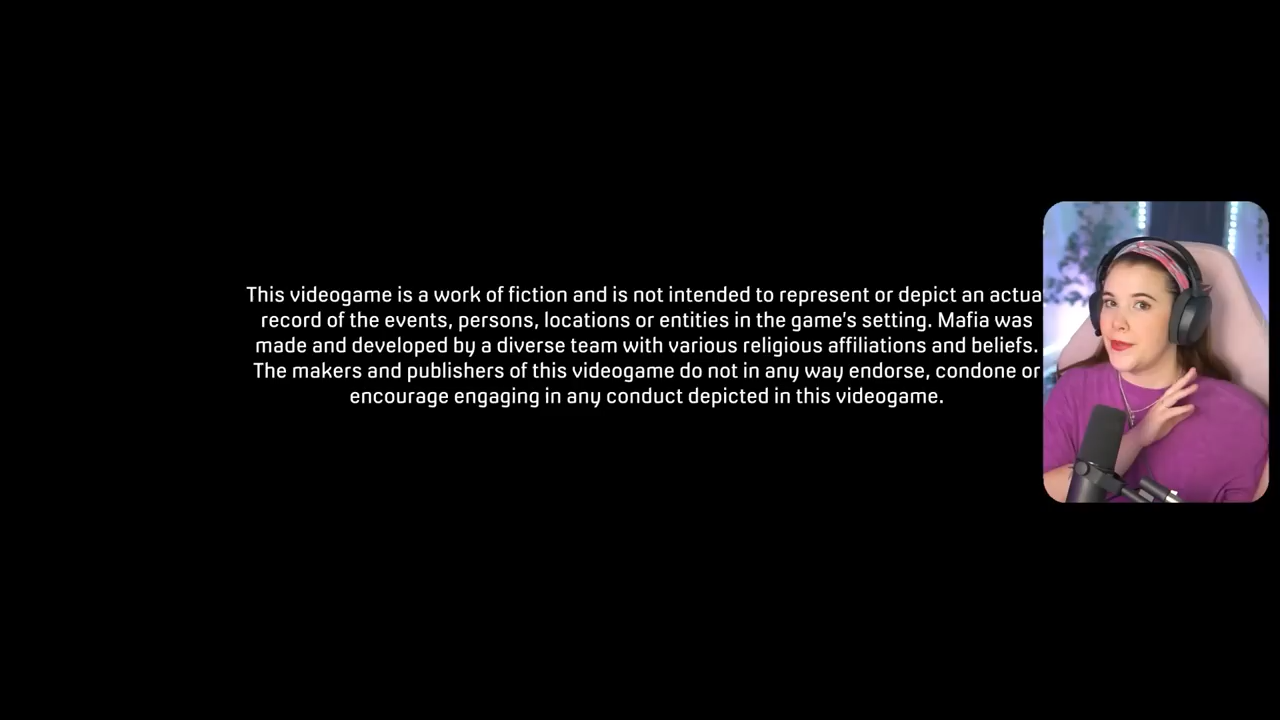 This videogame is a work of fiction and is not intended to represent or depict an actua
record of the events, persons, locations or entities in the game's setting. Mafia was
made and developed by a diverse team with various religious affiliations and beliefs.
The makers and publishers of this videogame do not in any way endorse, condone or
encourage engaging in any conduct depicted in this videogame.